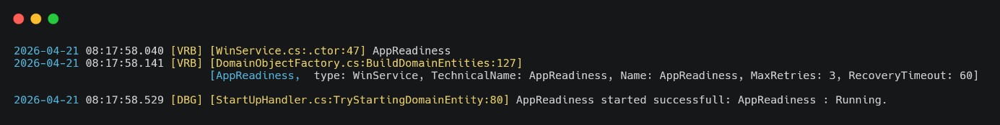 2026-04-21 08:17:58.040 [VRB] [WinService.cs:.ctor:47] AppReadiness
2026-04-21 08:17:58.141 [VRB] [DomainObjectFactory.cs:BuildDomainEntities:127]
[AppReadiness,  type: WinService, TechnicalName: AppReadiness, Name: AppReadiness, MaxRetries: 3, RecoveryTimeout: 60]
2026-04-21 08:17:58.529 [DBG] [StartUpHandler.cs:TryStartingDomainEntity:80] AppReadiness started successfull: AppReadiness : Running.